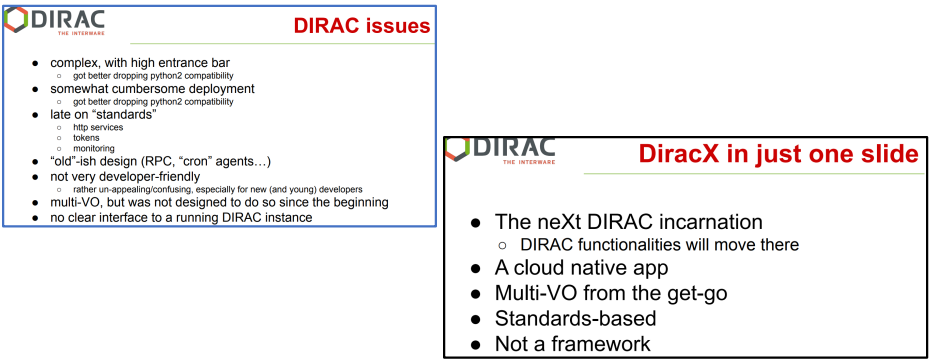 DIRAC
THE INTERWARE
DIRAC issues
● complex, with high entrance bar
○ got better dropping python2 compatibility
● somewhat cumbersome deployment
○ got better dropping python2 compatibility
● late on “standards”
○ http services
○ tokens
○ monitoring
● “old”-ish design (RPC, “cron” agents…)
● not very developer-friendly
○ rather un-appealing/confusing, especially for new (and young) developers
● multi-VO, but was not designed to do so since the beginning
● no clear interface to a running DIRAC instance
DIRAC
THE INTERWARE
DiracX in just one slide
● The neXt DIRAC incarnation
○ DIRAC functionalities will move there
● A cloud native app
● Multi-VO from the get-go
● Standards-based
● Not a framework